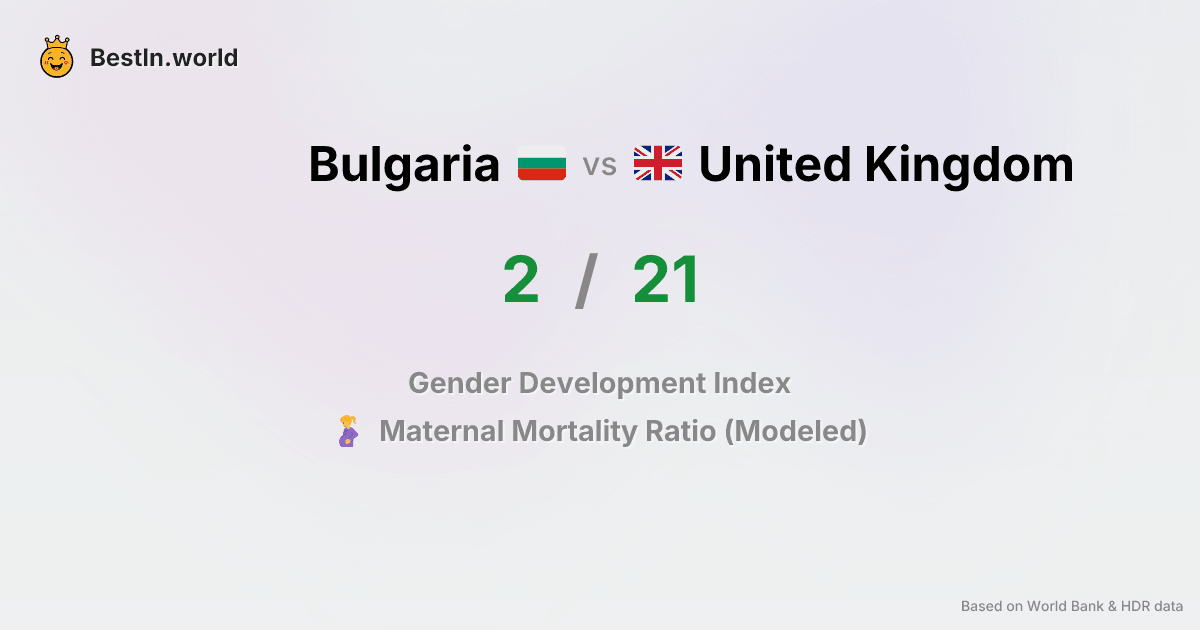 BestIn.world
Bulgaria vs United Kingdom
2 / 21
Gender Development Index
Maternal Mortality Ratio (Modeled)
Based on World Bank & HDR data